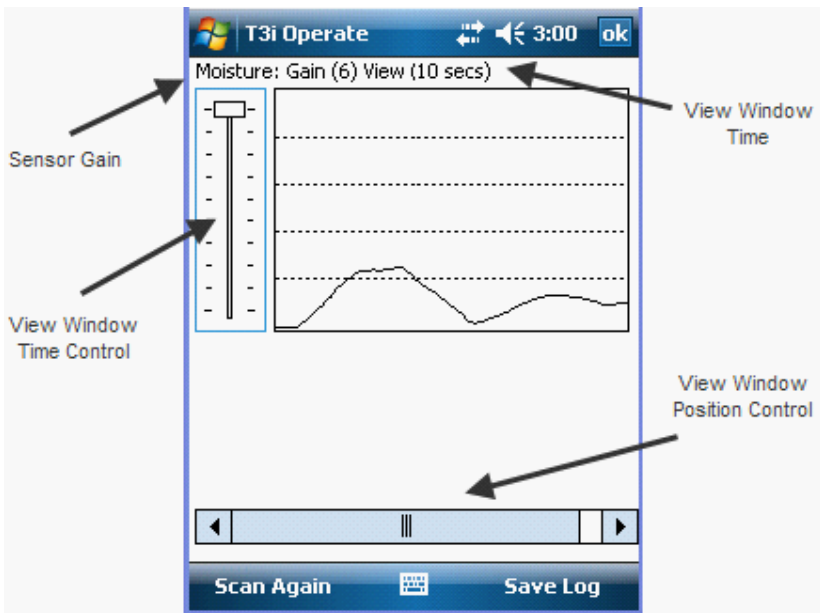 T3i Operate 3:00 ok
Moisture: Gain (6) View (10 secs)
View Window
Time
Sensor Gain
View Window
Time Control
View Window
Position Control
Scan Again Save Log